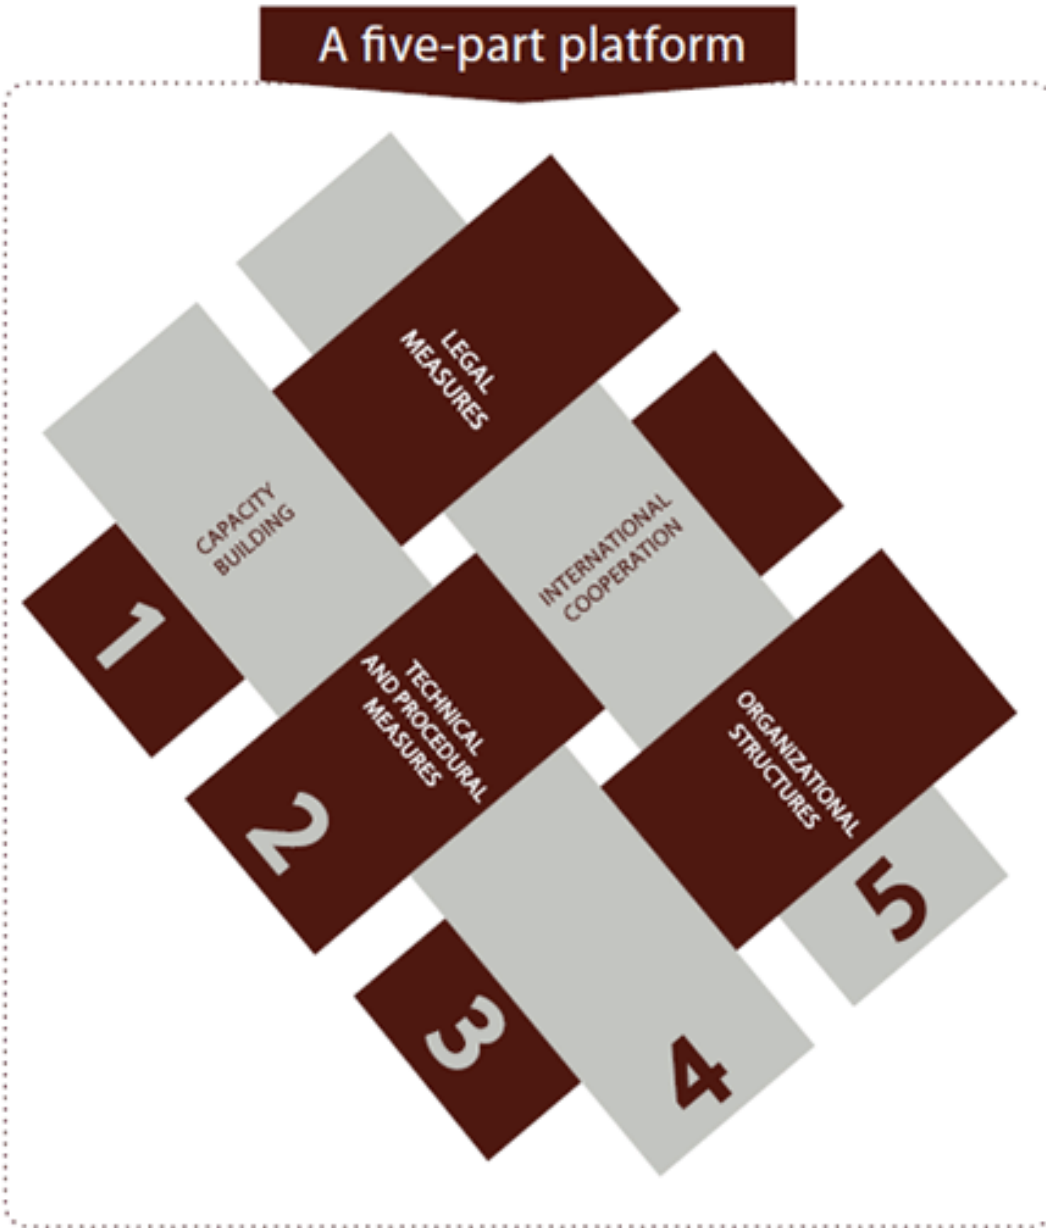 A five-part platform
LEGAL
MEASURES
CAPACITY
BUILDING
INTERNATIONAL
COOPERATION
1
TECHNICAL
AND PROCEDURAL
MEASURES
2
ORGANIZATIONAL
STRUCTURES
5
3
4